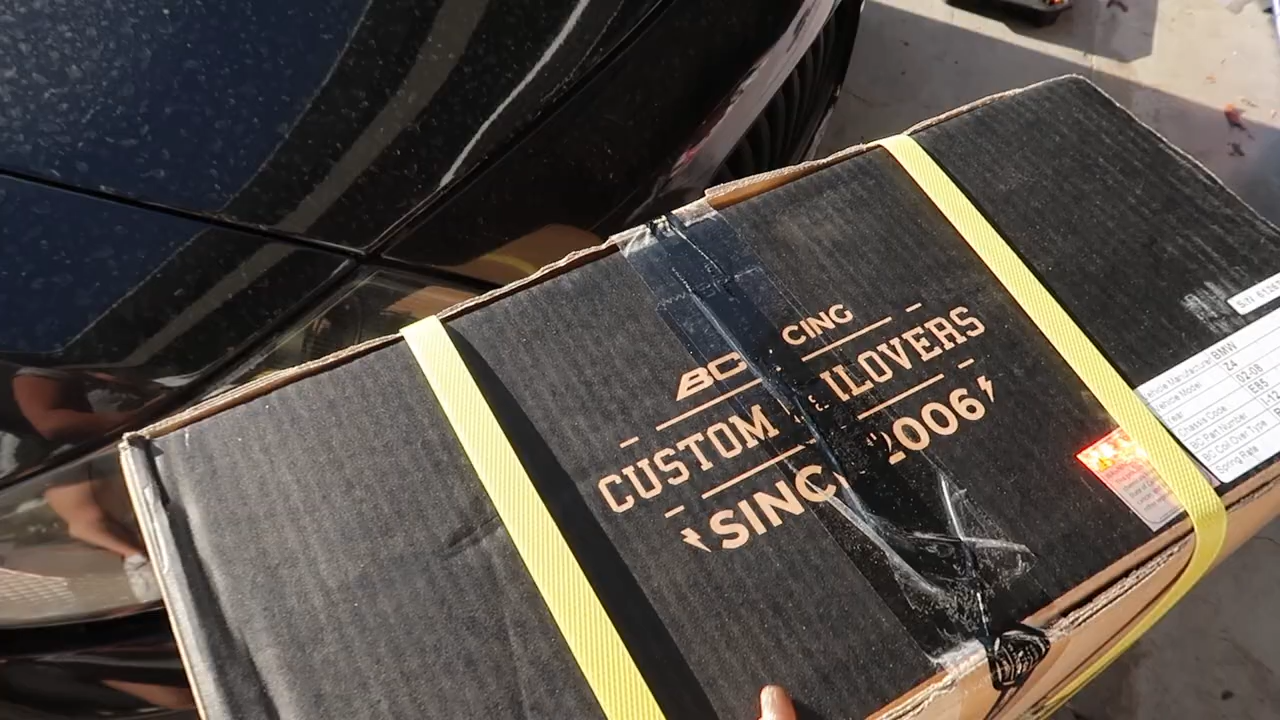 BC CING
CUSTOM ILOVERS
SINC 2006
S/N
Vehicle Manufacturer BMW
Vehicle Model Z4
Year 02-08
Chassis Code E85
BC Part Number
BC Coil Over Type
Spring Rate